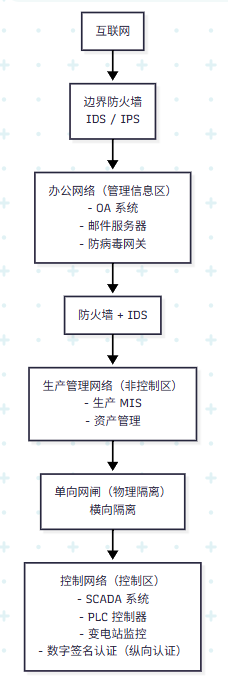 互联网
边界防火墙
IDS / IPS
办公网络（管理信息区）
- OA 系统
- 邮件服务器
- 防病毒网关
防火墙 + IDS
生产管理网络（非控制区）
- 生产 MIS
- 资产管理
单向网闸（物理隔离）
横向隔离
控制网络（控制区）
- SCADA 系统
- PLC 控制器
- 变电站监控
- 数字签名认证（纵向认证）